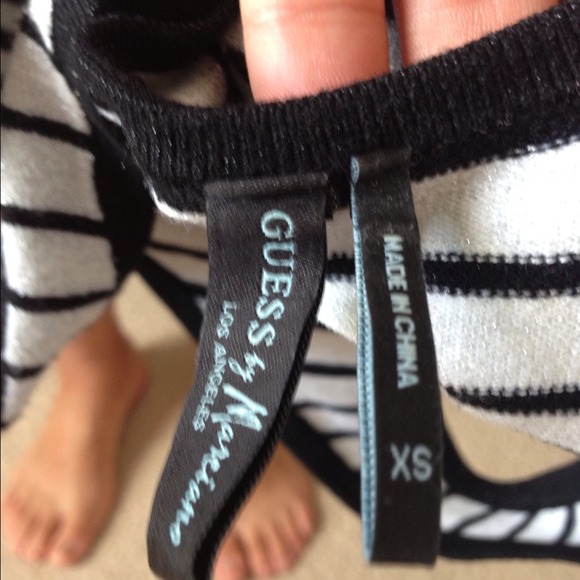 GUESS by Marciano
LOS ANGELES
MADE IN CHINA
XS